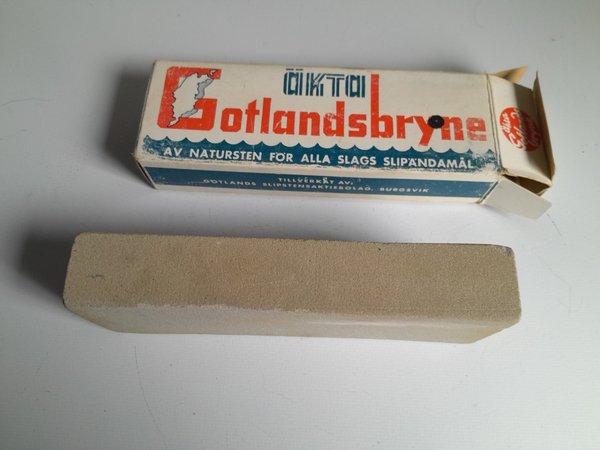 äkta
Gotlandsbryne
AV NATURSTEN FÖR ALLA SLAGS SLIPÄNDAMÅL
TILLVERKAT AV:
GOTLANDS SLIPSTENSAKTIEBOLAG, BURGSVIK